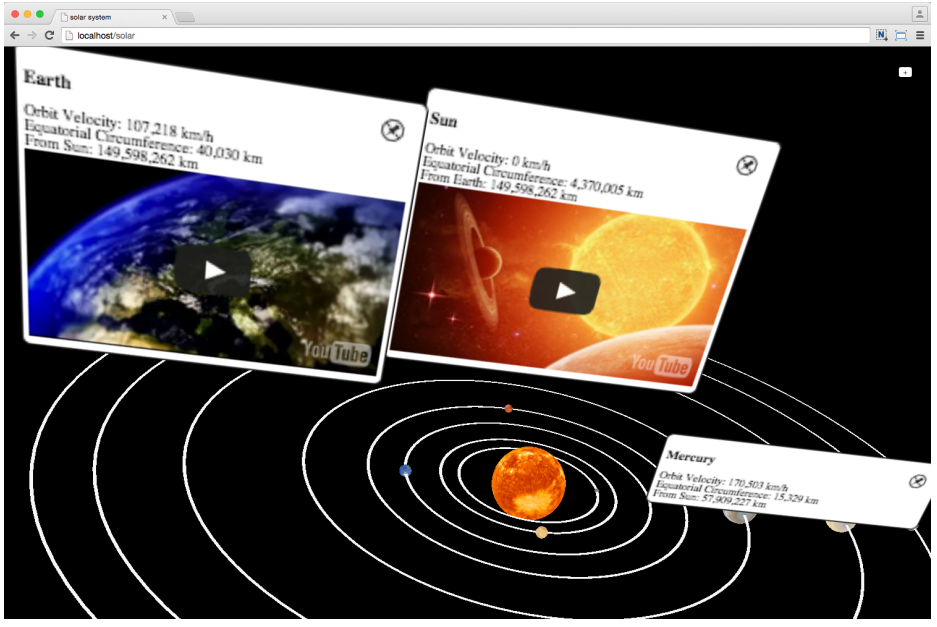 solar system
localhost/solar
N
+
Earth
Orbit Velocity: 107,218 km/h
Equatorial Circumference: 40,030 km
From Sun: 149,598,262 km
YouTube
Sun
Orbit Velocity: 0 km/h
Equatorial Circumference: 4,370,005 km
From Earth: 149,598,262 km
YouTube
Mercury
Orbit Velocity: 170,503 km/h
Equatorial Circumference: 15,329 km
From Sun: 57,909,227 km